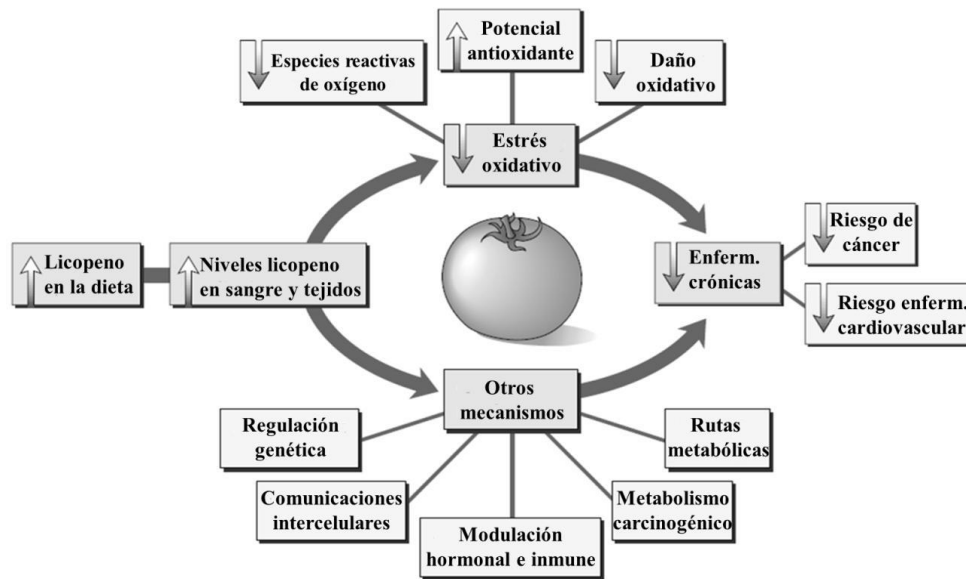 Especies reactivas
de oxígeno
Potencial
antioxidante
Daño
oxidativo
Estrés
oxidativo
Licopeno
en la dieta
Niveles licopeno
en sangre y tejidos
Enferm.
crónicas
Riesgo de
cáncer
Riesgo enferm.
cardiovascular
Otros
mecanismos
Regulación
genética
Comunicaciones
intercelulares
Modulación
hormonal e inmune
Metabolismo
carcinogénico
Rutas
metabólicas